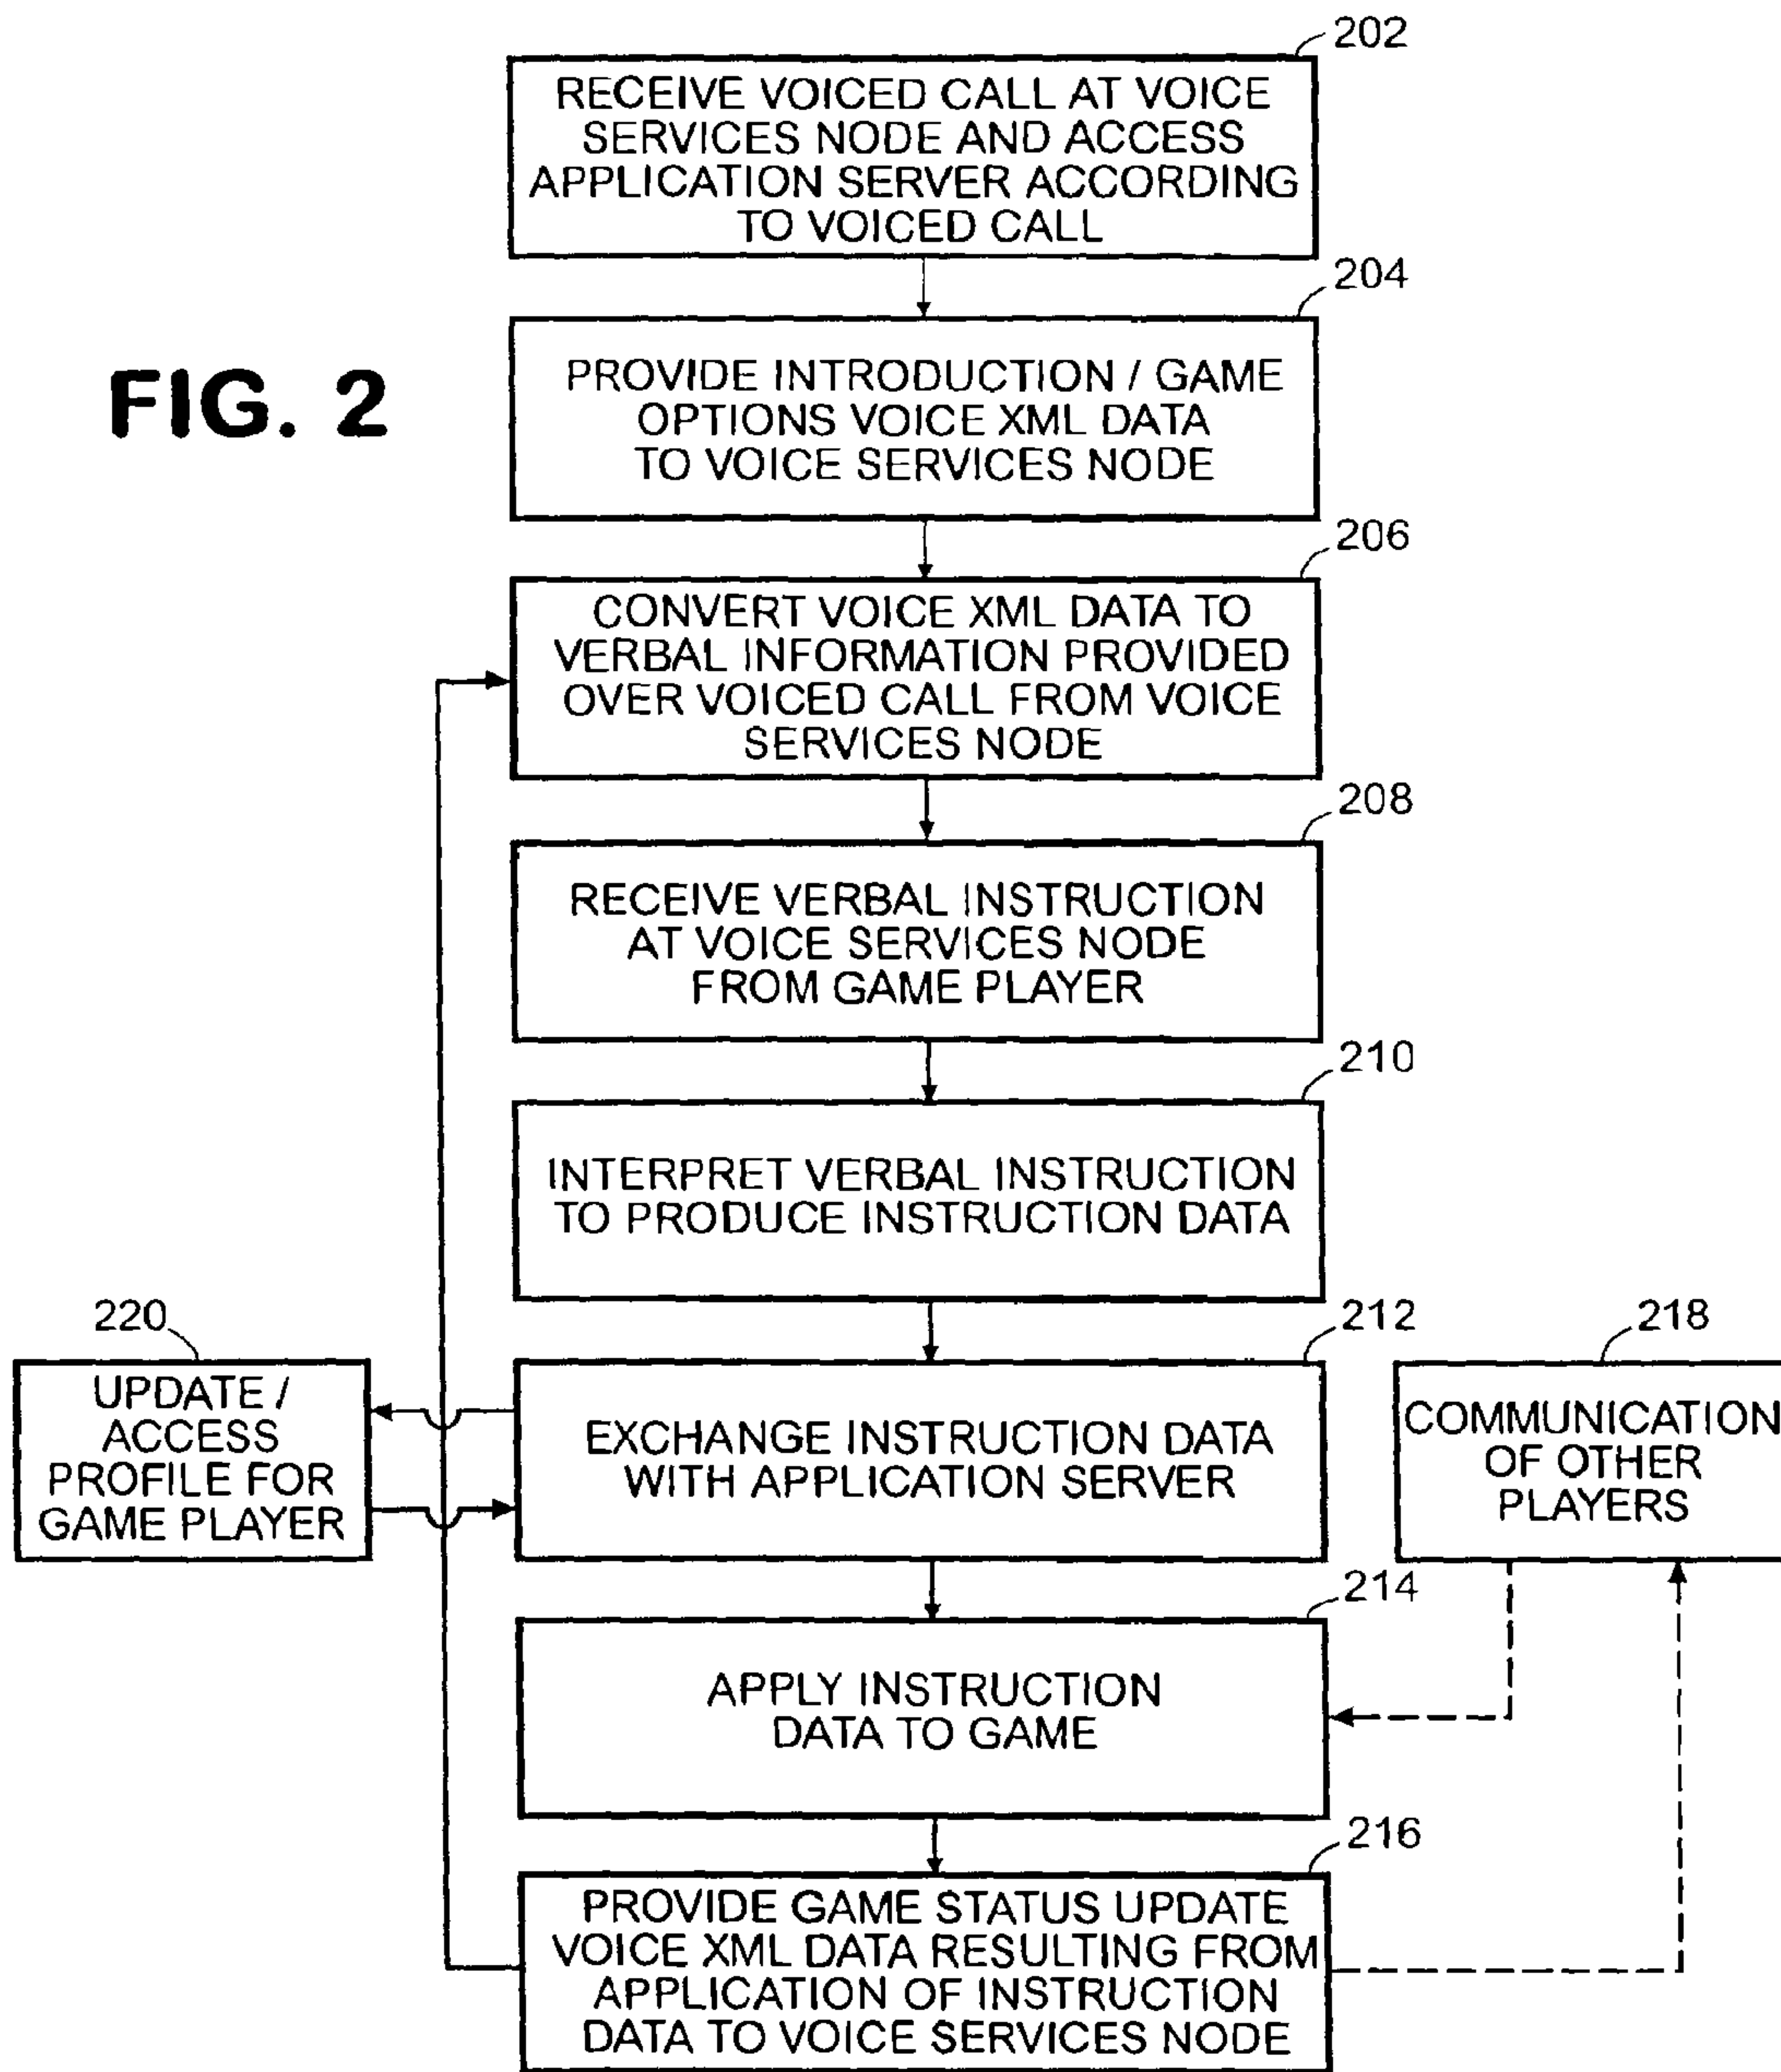 202
RECEIVE VOICED CALL AT VOICE
SERVICES NODE AND ACCESS
APPLICATION SERVER ACCORDING
TO VOICED CALL
204
FIG. 2
PROVIDE INTRODUCTION / GAME
OPTIONS VOICE XML DATA
TO VOICE SERVICES NODE
206
CONVERT VOICE XML DATA TO
VERBAL INFORMATION PROVIDED
OVER VOICED CALL FROM VOICE
SERVICES NODE
208
RECEIVE VERBAL INSTRUCTION
AT VOICE SERVICES NODE
FROM GAME PLAYER
210
INTERPRET VERBAL INSTRUCTION
TO PRODUCE INSTRUCTION DATA
220
UPDATE /
ACCESS
PROFILE FOR
GAME PLAYER
212
EXCHANGE INSTRUCTION DATA
WITH APPLICATION SERVER
218
COMMUNICATION
OF OTHER
PLAYERS
214
APPLY INSTRUCTION
DATA TO GAME
216
PROVIDE GAME STATUS UPDATE
VOICE XML DATA RESULTING FROM
APPLICATION OF INSTRUCTION
DATA TO VOICE SERVICES NODE